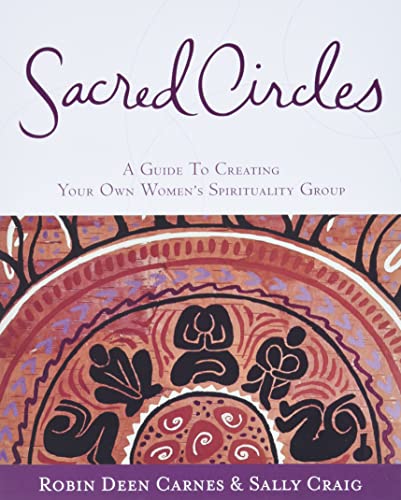 Sacred Circles
A Guide To Creating
Your Own Women's Spirituality Group
Robin Deen Carnes & Sally Craig